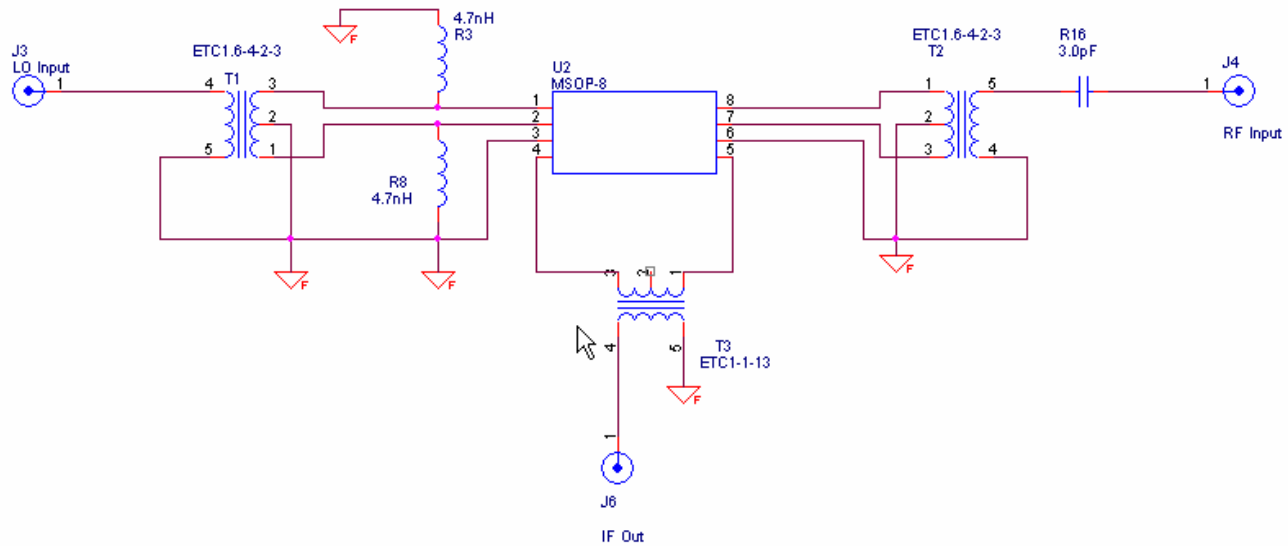 4.7nH
R3
F
J3
LO Input
1
ETC1.6-4-2-3
T1
4
5
3
2
1
R8
4.7nH
F
F
U2
MSOP-8
1
2
3
4
8
7
6
5
ETC1.6-4-2-3
T2
1
2
3
5
4
F
R16
3.0pF
J4
1
RF Input
3
2
1
4
5
T3
ETC1-1-13
F
1
J6
IF Out